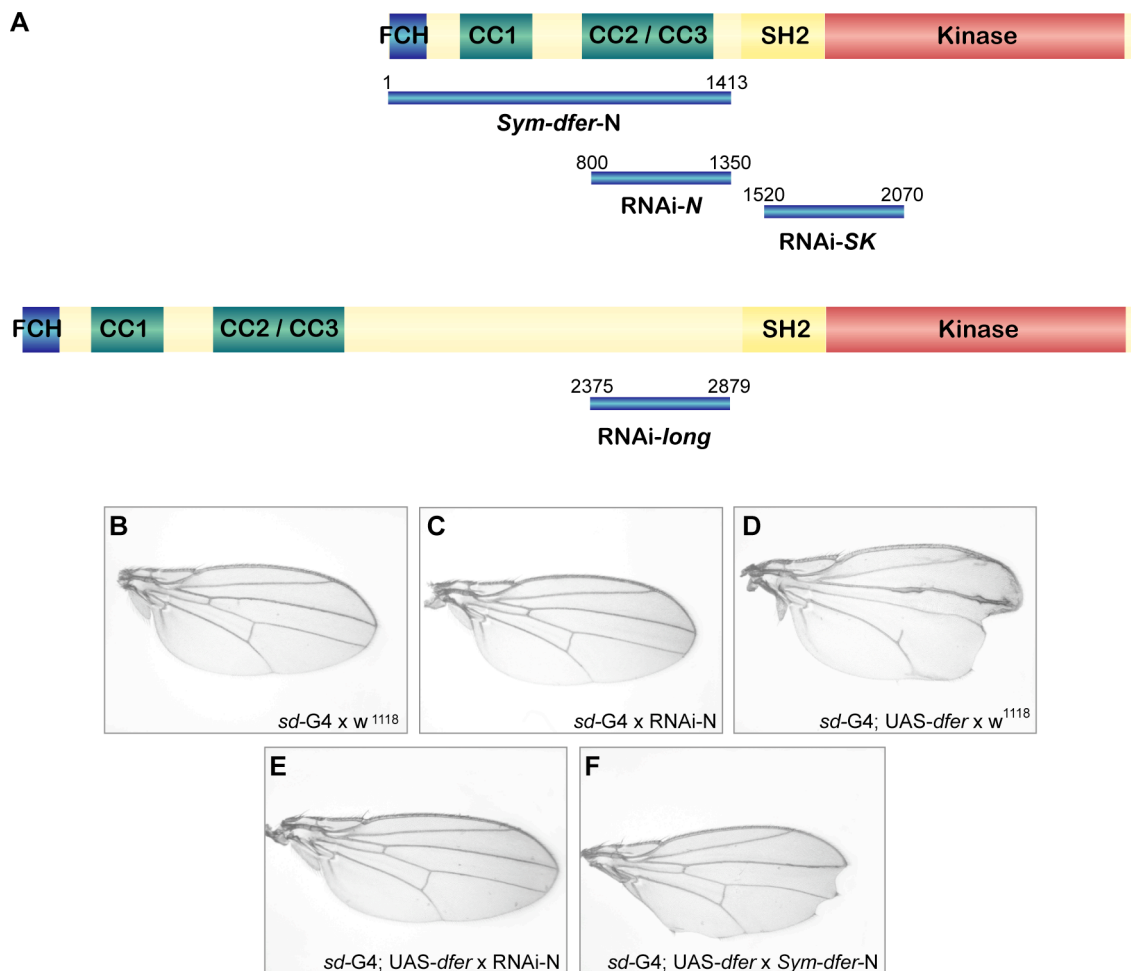 A
FCH CC1 CC2 / CC3 SH2 Kinase
1 1413
Sym-dfer-N
800 1350
RNAi-N
1520 2070
RNAi-SK
FCH CC1 CC2 / CC3 SH2 Kinase
2375 2879
RNAi-long
B
sd-G4 x w 1118
C
sd-G4 x RNAi-N
D
sd-G4; UAS-dfer x w1118
E
sd-G4; UAS-dfer x RNAi-N
F
sd-G4; UAS-dfer x Sym-dfer-N